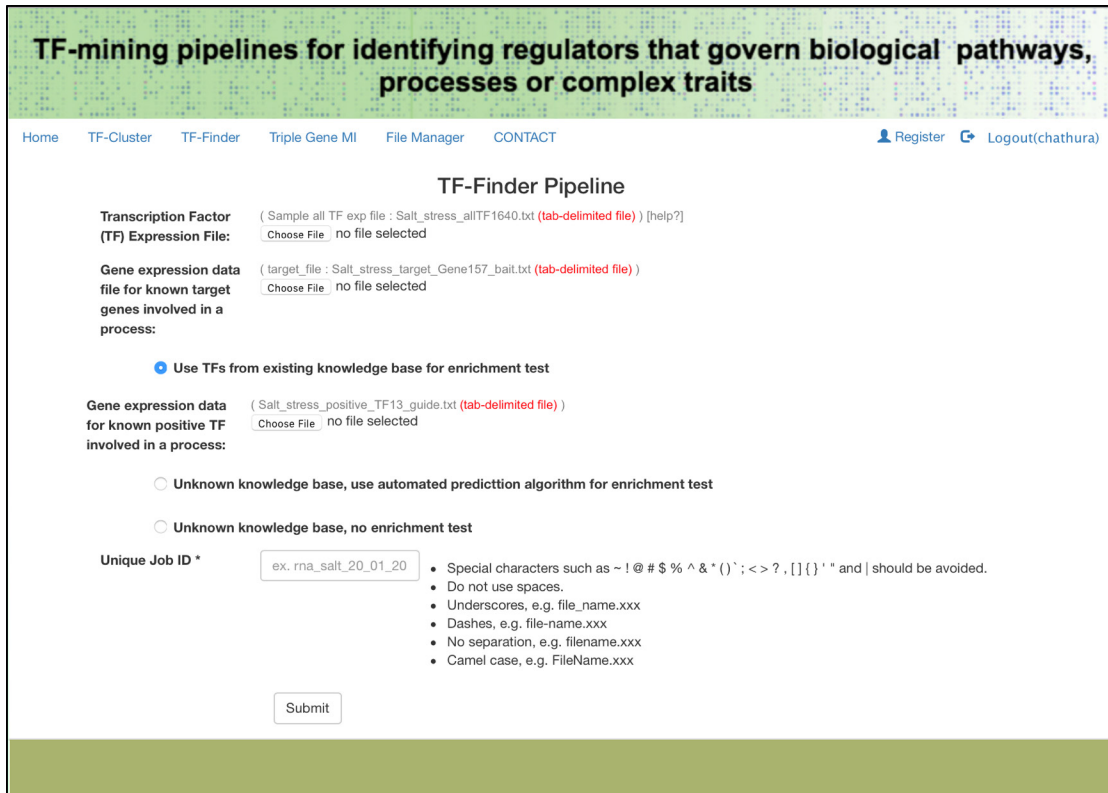 TF-mining pipelines for identifying regulators that govern biological pathways,
processes or complex traits
Home TF-Cluster TF-Finder Triple Gene MI File Manager CONTACT Register Logout(chathura)
TF-Finder Pipeline
Transcription Factor
(TF) Expression File:
( Sample all TF exp file : Salt_stress_allTF1640.txt (tab-delimited file) ) [help?]
Choose File no file selected
Gene expression data
file for known target
genes involved in a
process:
( target_file : Salt_stress_target_Gene157_bait.txt (tab-delimited file) )
Choose File no file selected
Use TFs from existing knowledge base for enrichment test
Gene expression data
for known positive TF
involved in a process:
( Salt_stress_positive_TF13_guide.txt (tab-delimited file) )
Choose File no file selected
Unknown knowledge base, use automated predicttion algorithm for enrichment test
Unknown knowledge base, no enrichment test
Unique Job ID *
ex. rna_salt_20_01_20
• Special characters such as ~ ! @ # $ % ^ & * ( ) ` ; < > ? , [ ] { } ' " and | should be avoided.
• Do not use spaces.
• Underscores, e.g. file_name.xxx
• Dashes, e.g. file-name.xxx
• No separation, e.g. filename.xxx
• Camel case, e.g. FileName.xxx
Submit